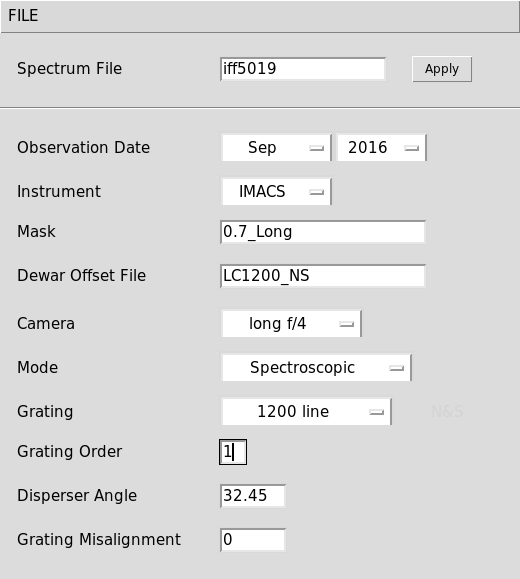 FILE
Spectrum File iff5019 Apply
Observation Date Sep 2016
Instrument IMACS
Mask 0.7_Long
Dewar Offset File LC1200_NS
Camera long f/4
Mode Spectroscopic
Grating 1200 line N&S
Grating Order 1
Disperser Angle 32.45
Grating Misalignment 0